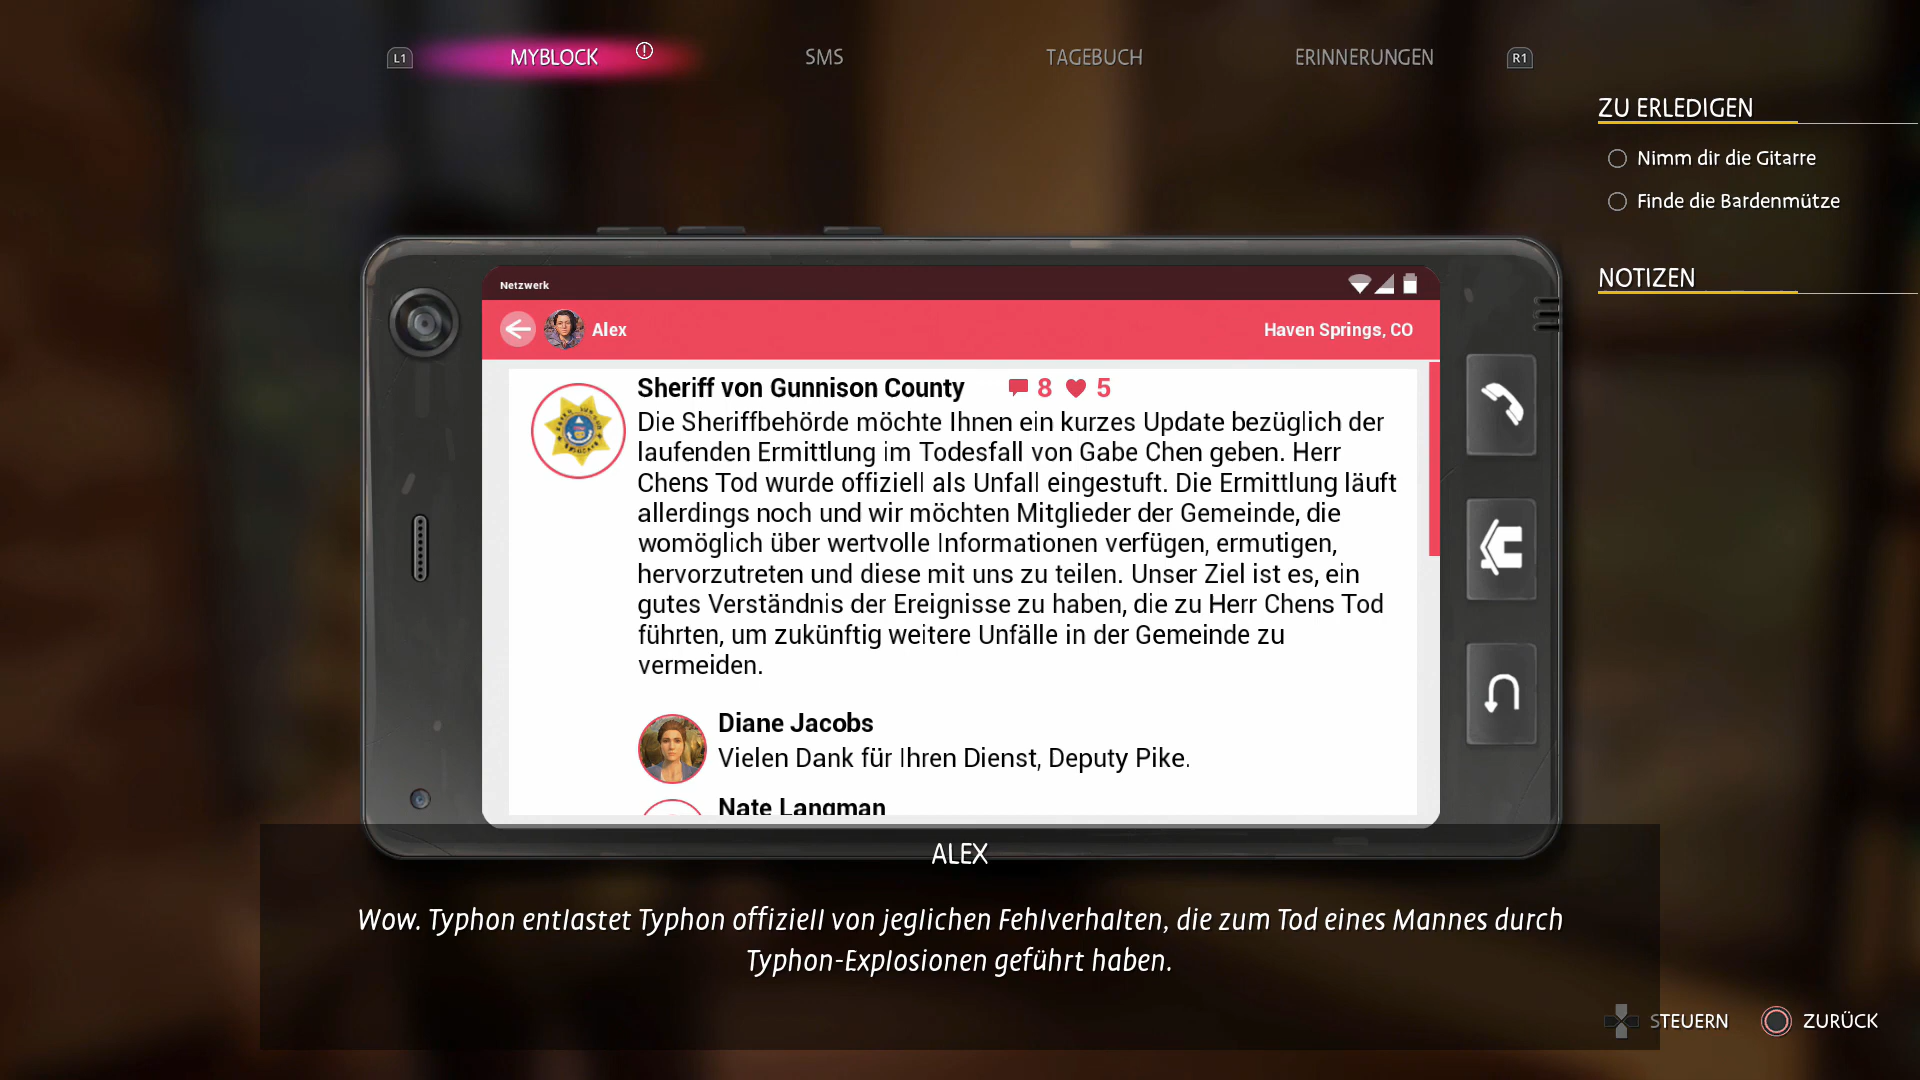 L1
MYBLOCK
SMS
TAGEBUCH
ERINNERUNGEN
R1
ZU ERLEDIGEN
Nimm dir die Gitarre
Finde die Bardenmütze
NOTIZEN
Netzwerk
Alex
Haven Springs, CO
Sheriff von Gunnison County 8 5
Die Sheriffbehörde möchte Ihnen ein kurzes Update bezüglich der
laufenden Ermittlung im Todesfall von Gabe Chen geben. Herr
Chens Tod wurde offiziell als Unfall eingestuft. Die Ermittlung läuft
allerdings noch und wir möchten Mitglieder der Gemeinde, die
womöglich über wertvolle Informationen verfügen, ermutigen,
hervorzutreten und diese mit uns zu teilen. Unser Ziel ist es, ein
gutes Verständnis der Ereignisse zu haben, die zu Herr Chens Tod
führten, um zukünftig weitere Unfälle in der Gemeinde zu
vermeiden.
Diane Jacobs
Vielen Dank für Ihren Dienst, Deputy Pike.
Nate Langman
ALEX
Wow. Typhon entlastet Typhon offiziell von jeglichen Fehlverhalten, die zum Tod eines Mannes durch
Typhon-Explosionen geführt haben.
STEUERN
ZURÜCK